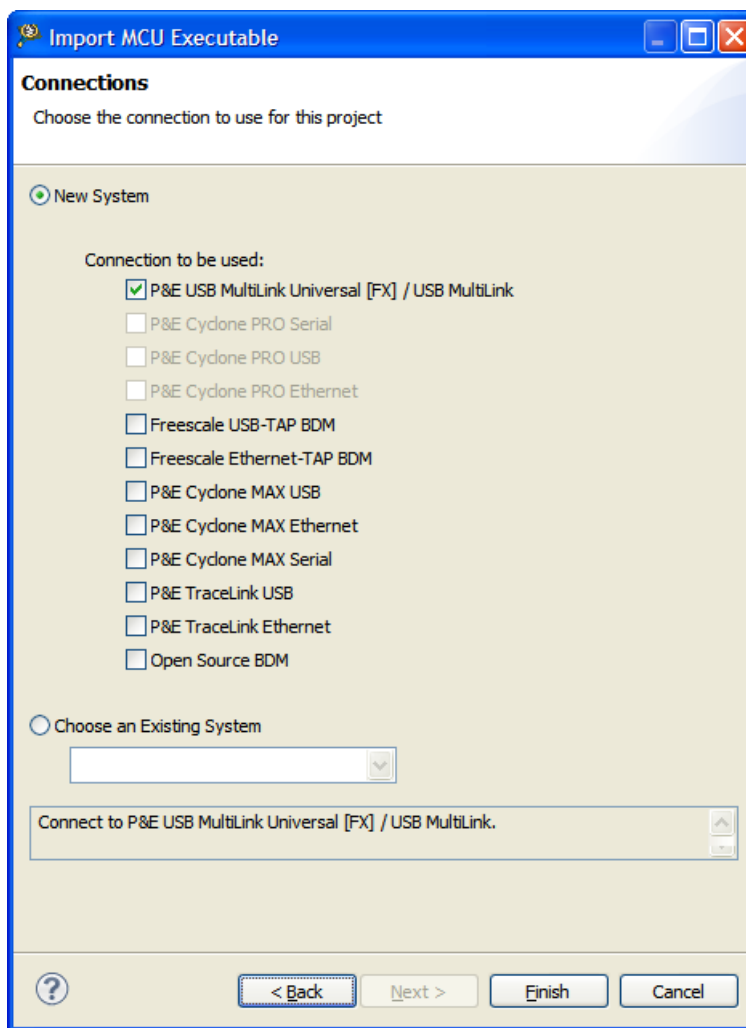 Import MCU Executable
Connections
Choose the connection to use for this project
New System
Connection to be used:
P&E USB MultiLink Universal [FX] / USB MultiLink
P&E Cyclone PRO Serial
P&E Cyclone PRO USB
P&E Cyclone PRO Ethernet
Freescale USB-TAP BDM
Freescale Ethernet-TAP BDM
P&E Cyclone MAX USB
P&E Cyclone MAX Ethernet
P&E Cyclone MAX Serial
P&E TraceLink USB
P&E TraceLink Ethernet
Open Source BDM
Choose an Existing System
Connect to P&E USB MultiLink Universal [FX] / USB MultiLink.
? < Back Next > Finish Cancel